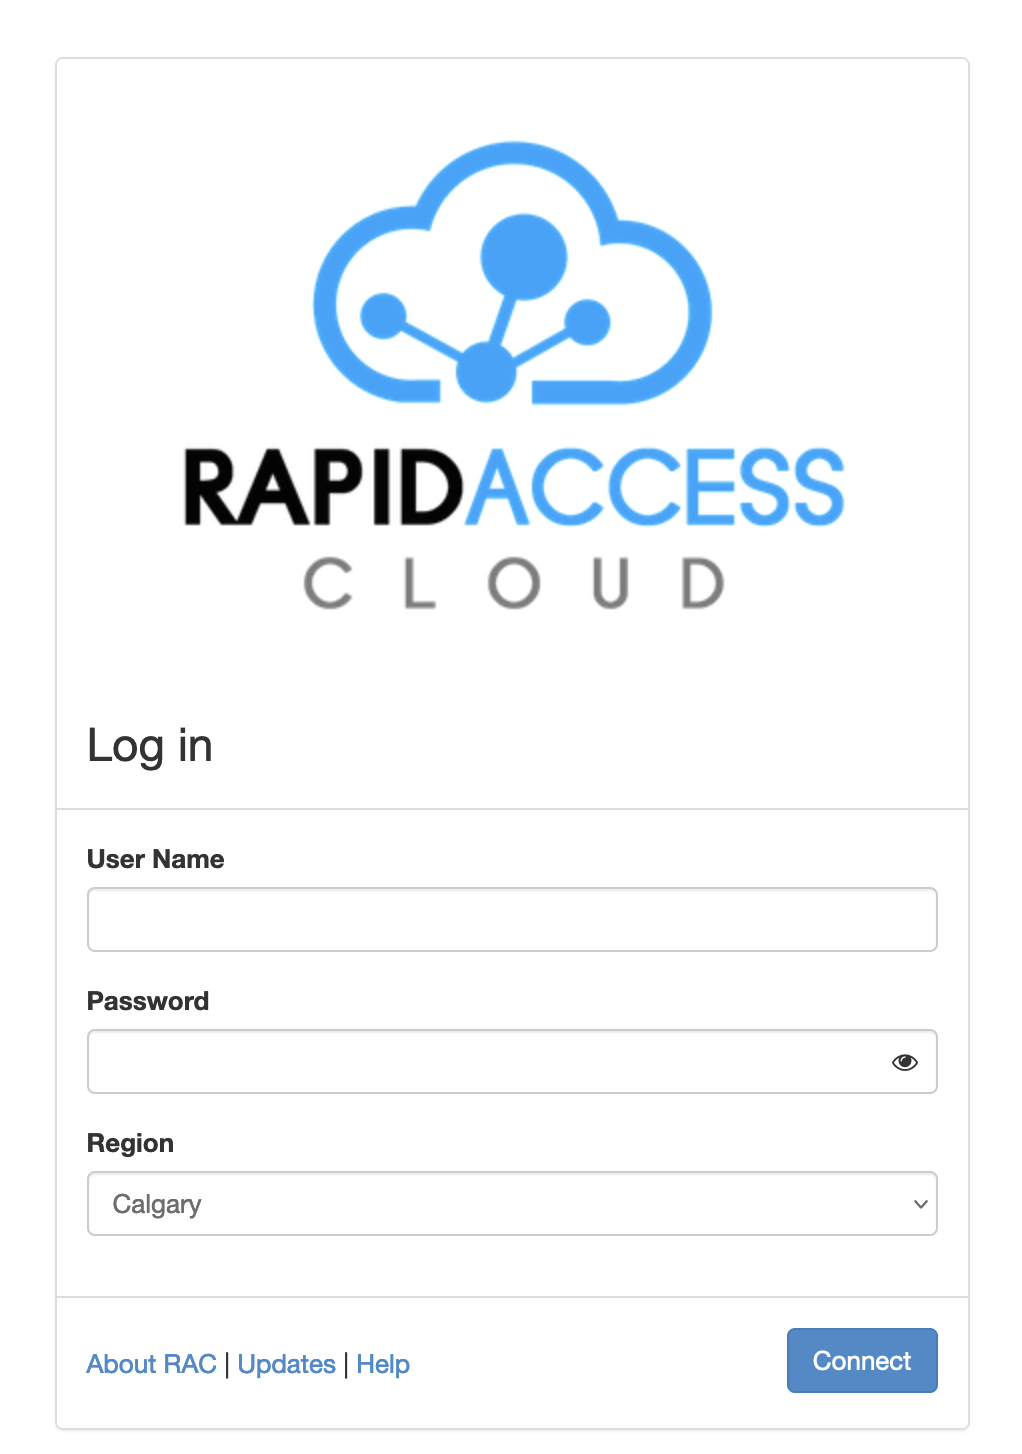 RAPIDACCESS
CLOUD
Log in
User Name
Password
Region
Calgary
About RAC | Updates | Help
Connect